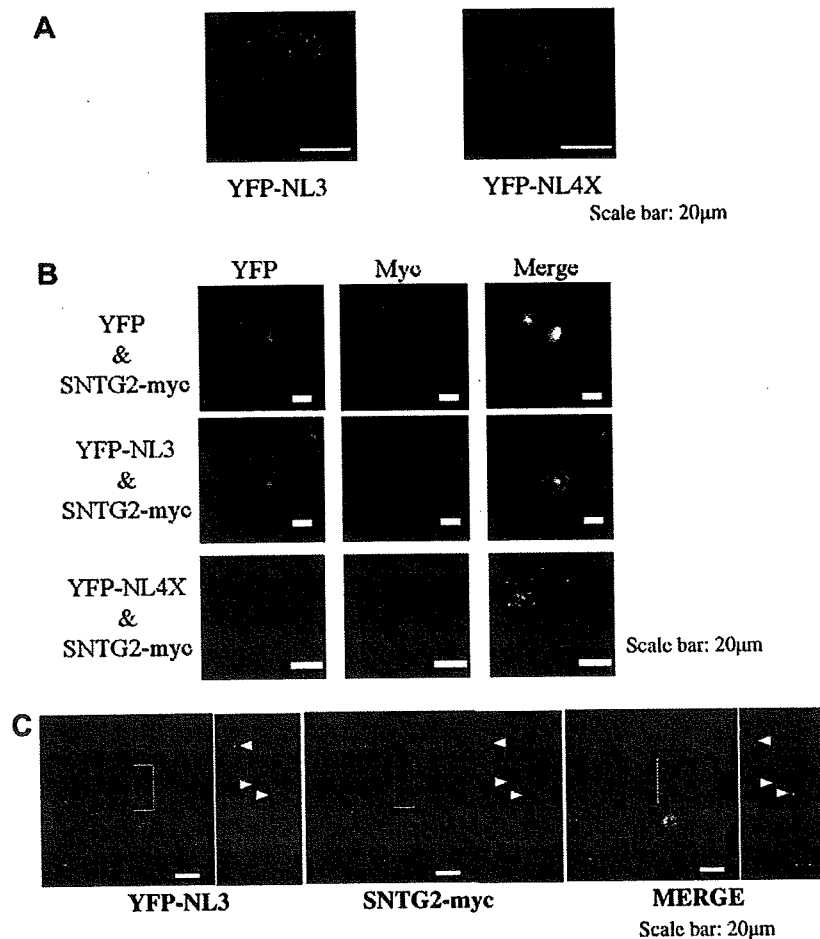 A
YFP-NL3
YFP-NL4X
Scale bar: 20μm
B
YFP
Myc
Merge
YFP
&
SNTG2-myc
YFP-NL3
&
SNTG2-myc
YFP-NL4X
&
SNTG2-myc
Scale bar: 20μm
C
YFP-NL3
SNTG2-myc
MERGE
Scale bar: 20μm